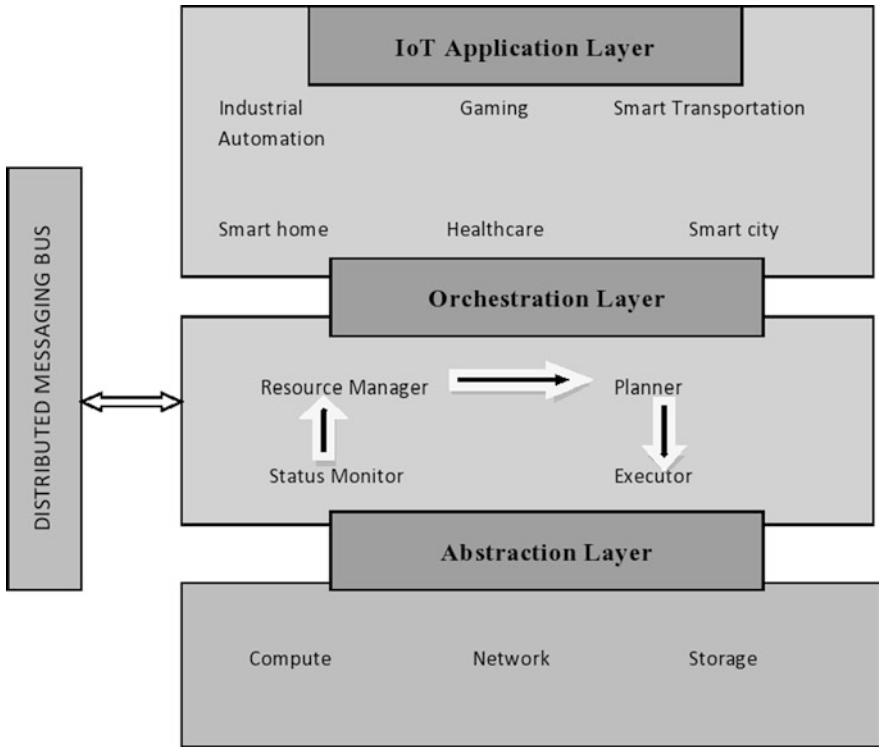 IoT Application Layer
Industrial
Automation
Gaming
Smart Transportation
Smart home
Healthcare
Smart city
DISTRIBUTED MESSAGING BUS
Orchestration Layer
Resource Manager
Planner
Status Monitor
Executor
Abstraction Layer
Compute
Network
Storage